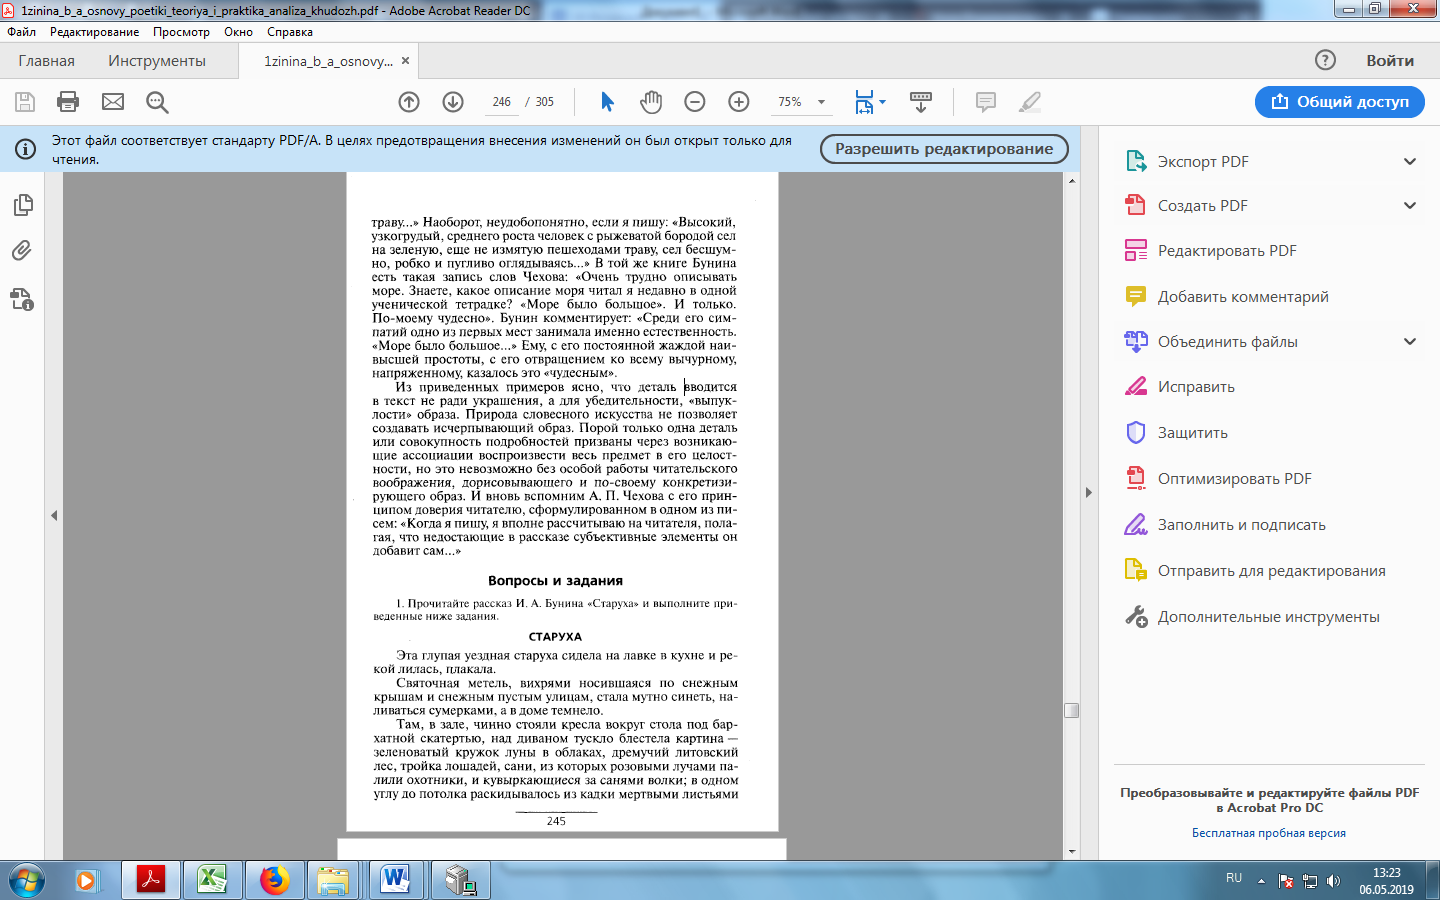 1zinina_b_a_osnovy_poetiki_teoriya_i_praktika_analiza_khudozh.pdf - Adobe Acrobat Reader DC
Файл Редактирование Просмотр Окно Справка
Главная Инструменты 1zinina_b_a_osnovy... × Войти
246 / 305 75% Общий доступ
Этот файл соответствует стандарту PDF/A. В целях предотвращения внесения изменений он был открыт только для
чтения.
Разрешить редактирование
траву...» Наоборот, неудобопонятно, если я пишу: «Высокий,
узкогрудый, среднего роста человек с рыжеватой бородой сел
на зеленую, еще не измятую пешеходами траву, сел бесшум-
но, робко и пугливо оглядываясь...» В той же книге Бунина
есть такая запись слов Чехова: «Очень трудно описывать
море. Знаете, какое описание моря читал я недавно в одной
ученической тетрадке? «Море было большое». И только.
По-моему чудесно». Бунин комментирует: «Среди его сим-
патий одно из первых мест занимала именно естественность.
«Море было большое...» Ему, с его постоянной жаждой наи-
высшей простоты, с его отвращением ко всему вычурному,
напряженному, казалось это «чудесным».
Из приведенных примеров ясно, что деталь вводится
в текст не ради украшения, а для убедительности, «выпук-
лости» образа. Природа словесного искусства не позволяет
создавать исчерпывающий образ. Порой только одна деталь
или совокупность подробностей призваны через возникаю-
щие ассоциации воспроизвести весь предмет в его целост-
ности, но это невозможно без особой работы читательского
воображения, дорисовывающего и по-своему конкретизи-
рующего образ. И вновь вспомним А. П. Чехова с его прин-
ципом доверия читателю, сформулированном в одном из пи-
сем: «Когда я пишу, я вполне рассчитываю на читателя, пола-
гая, что недостающие в рассказе субъективные элементы он
добавит сам...»
Вопросы и задания
1. Прочитайте рассказ И. А. Бунина «Старуха» и выполните при-
веденные ниже задания.
СТАРУХА
Эта глупая уездная старуха сидела на лавке в кухне и ре-
кой лилась, плакала.
Святочная метель, вихрями носившаяся по снежным
крышам и снежным пустым улицам, стала мутно синеть, на-
ливаться сумерками, а в доме темнело.
Там, в зале, чинно стояли кресла вокруг стола под бар-
хатной скатертью, над диваном тускло блестела картина —
зеленоватый кружок луны в облаках, дремучий литовский
лес, тройка лошадей, сани, из которых розовыми лучами па-
лили охотники, и кувыркающиеся за санями волки; в одном
углу до потолка раскидывалось из кадки мертвыми листьями
245
Экспорт PDF
Создать PDF
Редактировать PDF
Добавить комментарий
Объединить файлы
Исправить
Защитить
Оптимизировать PDF
Заполнить и подписать
Отправить для редактирования
Дополнительные инструменты
Преобразовывайте и редактируйте файлы PDF
в Acrobat Pro DC
Бесплатная пробная версия
RU 13:23
06.05.2019